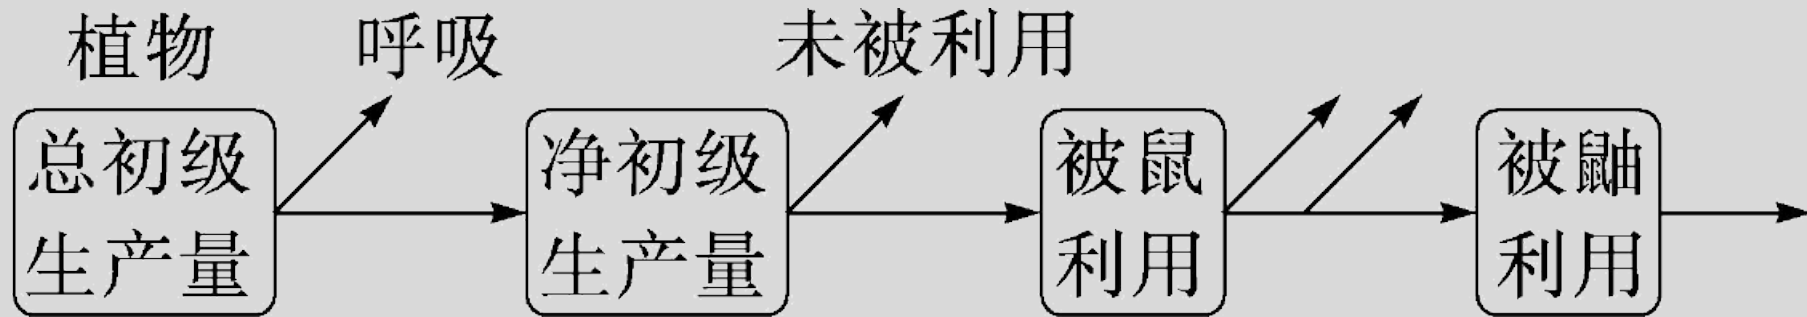 植物 呼吸 未被利用
总初级 净初级 被鼠 被鼬
生产量 生产量 利用 利用